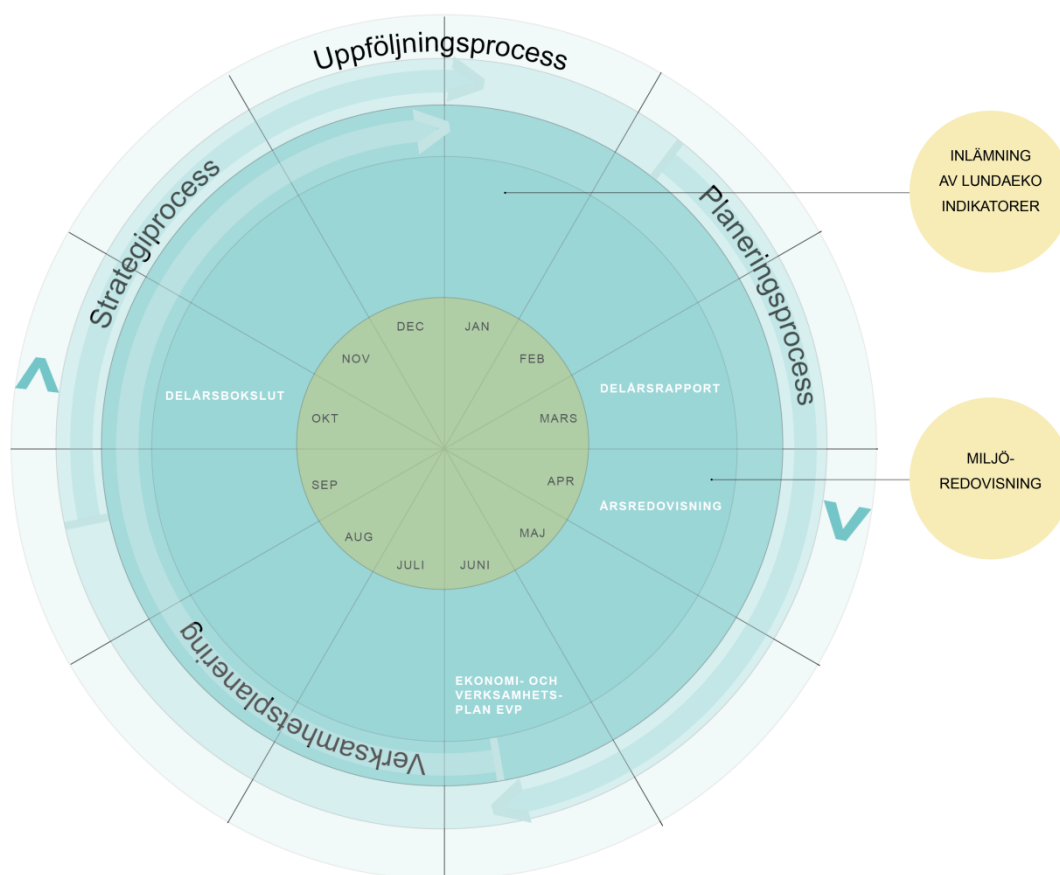 Uppföljningsprocess
Strategiprocess
Planeringsprocess
Verksamhetsplanering
INLÄMNING
AV LUNDAEKO
INDIKATORER
MILJÖ-
REDOVISNING
DELÅRSBOKSLUT
DELÅRSRAPPORT
ÅRSREDOVISNING
EKONOMI- OCH
VERKSAMHETS-
PLAN EVP
JAN
FEB
MARS
APR
MAJ
JUNI
JULI
AUG
SEP
OKT
NOV
DEC